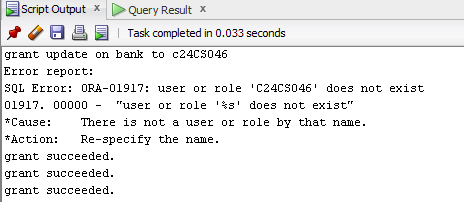 Script Output x Query Result x
Task completed in 0.033 seconds
grant update on bank to c24CS046
Error report:
SQL Error: ORA-01917: user or role 'C24CS046' does not exist
01917. 00000 - "user or role '%s' does not exist"
*Cause: There is not a user or role by that name.
*Action: Re-specify the name.
grant succeeded.
grant succeeded.
grant succeeded.